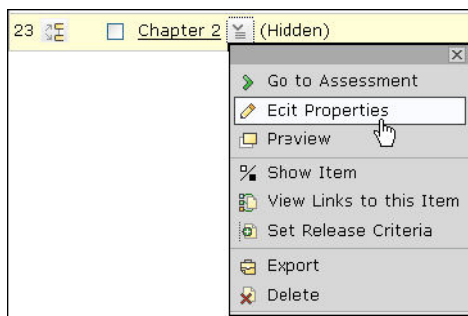 23 Chapter 2 (Hidden)
Go to Assessment
Ecit Properties
Preview
Show Item
View Links to this Item
Set Release Criteria
Export
Delete